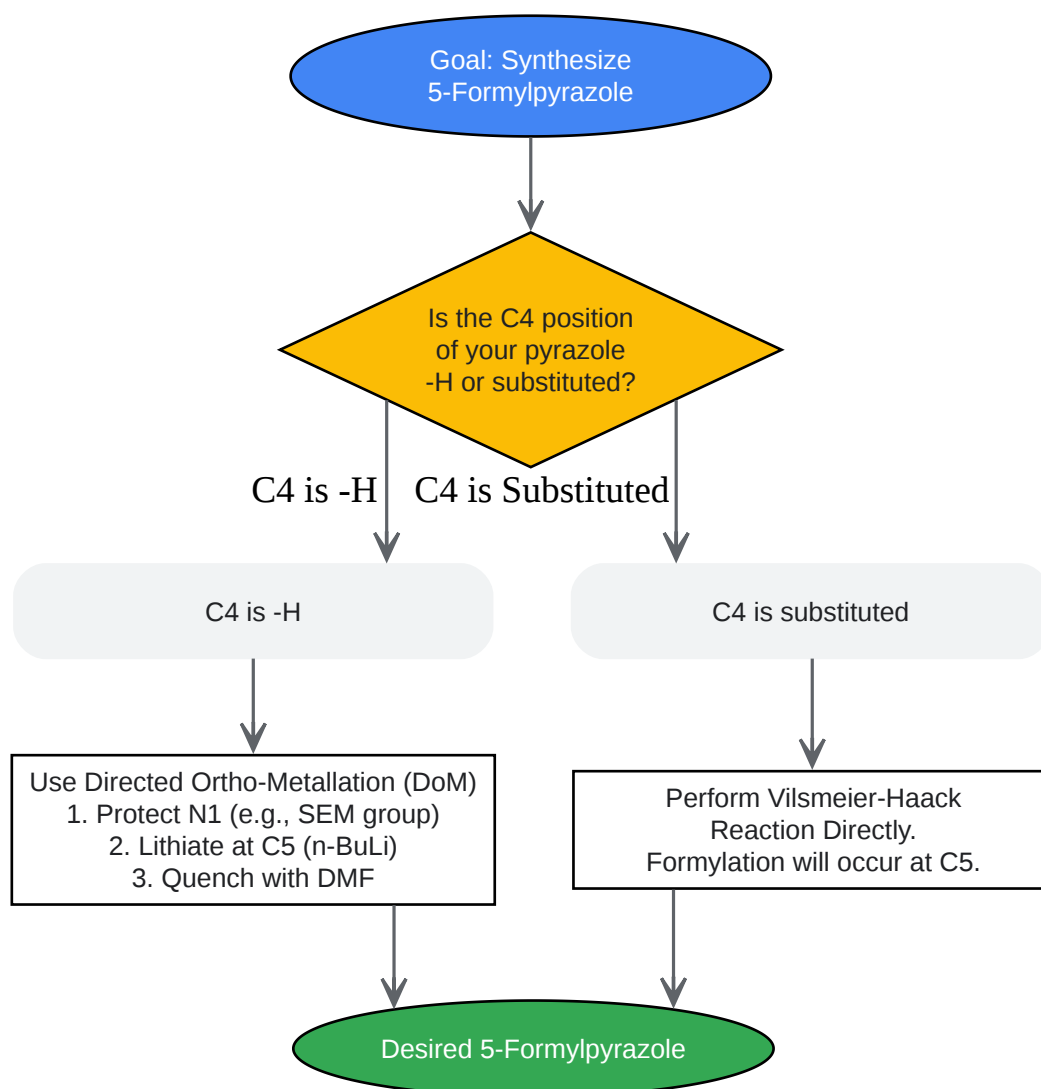 Goal: Synthesize
5-Formylpyrazole
Is the C4 position
of your pyrazole
-H or substituted?
C4 is -H
C4 is Substituted
C4 is -H
C4 is substituted
Use Directed Ortho-Metallation (DoM)
1. Protect N1 (e.g., SEM group)
2. Lithiate at C5 (n-BuLi)
3. Quench with DMF
Perform Vilsmeier-Haack
Reaction Directly.
Formylation will occur at C5.
Desired 5-Formylpyrazole